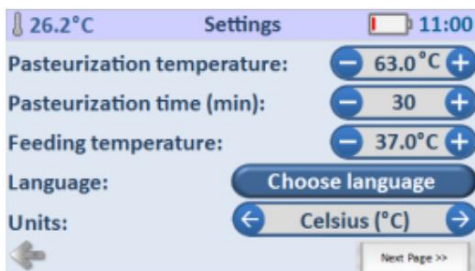 26.2°C Settings 11:00
Pasteurization temperature: − 63.0°C +
Pasteurization time (min): − 30 +
Feeding temperature: − 37.0°C +
Language: Choose language
Units: Celsius (°C)
Next Page >>